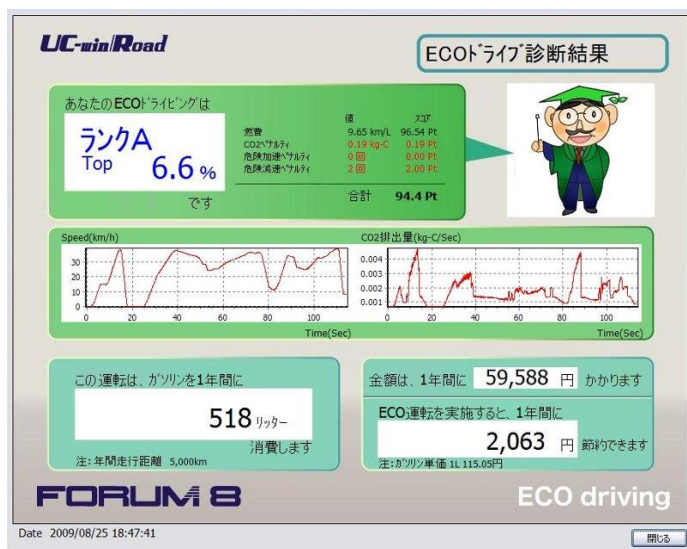 UC-win/Road
ECOﾄﾞﾗｲﾌﾞ診断結果
あなたのECOﾄﾞﾗｲﾋﾞﾝｸﾞは
ランクA
Top 6.6 %
です
値 ｽｺｱ
燃費 9.65 km/L 96.54 Pt
CO2ﾍﾟﾅﾙﾃｨ 0.19 kg-C 0.19 Pt
危険加速ﾍﾟﾅﾙﾃｨ 0 回 0.00 Pt
危険減速ﾍﾟﾅﾙﾃｨ 2 回 2.00 Pt
合計 94.4 Pt
Speed(km/h)
30
20
10
0
0 20 40 60 80 100
Time(Sec)
CO2排出量(kg-C/Sec)
0.004
0.003
0.002
0.001
0 20 40 60 80 100
Time(Sec)
この運転は、ｶﾞｿﾘﾝを1年間に
518 ﾘｯﾀｰ
消費します
注: 年間走行距離 5,000km
金額は、1年間に 59,588 円 かかります
ECO運転を実施すると、1年間に
2,063 円 節約できます
注:ｶﾞｿﾘﾝ単価 1L 115.05円
FORUM 8
ECO driving
Date 2009/08/25 18:47:41
閉じる